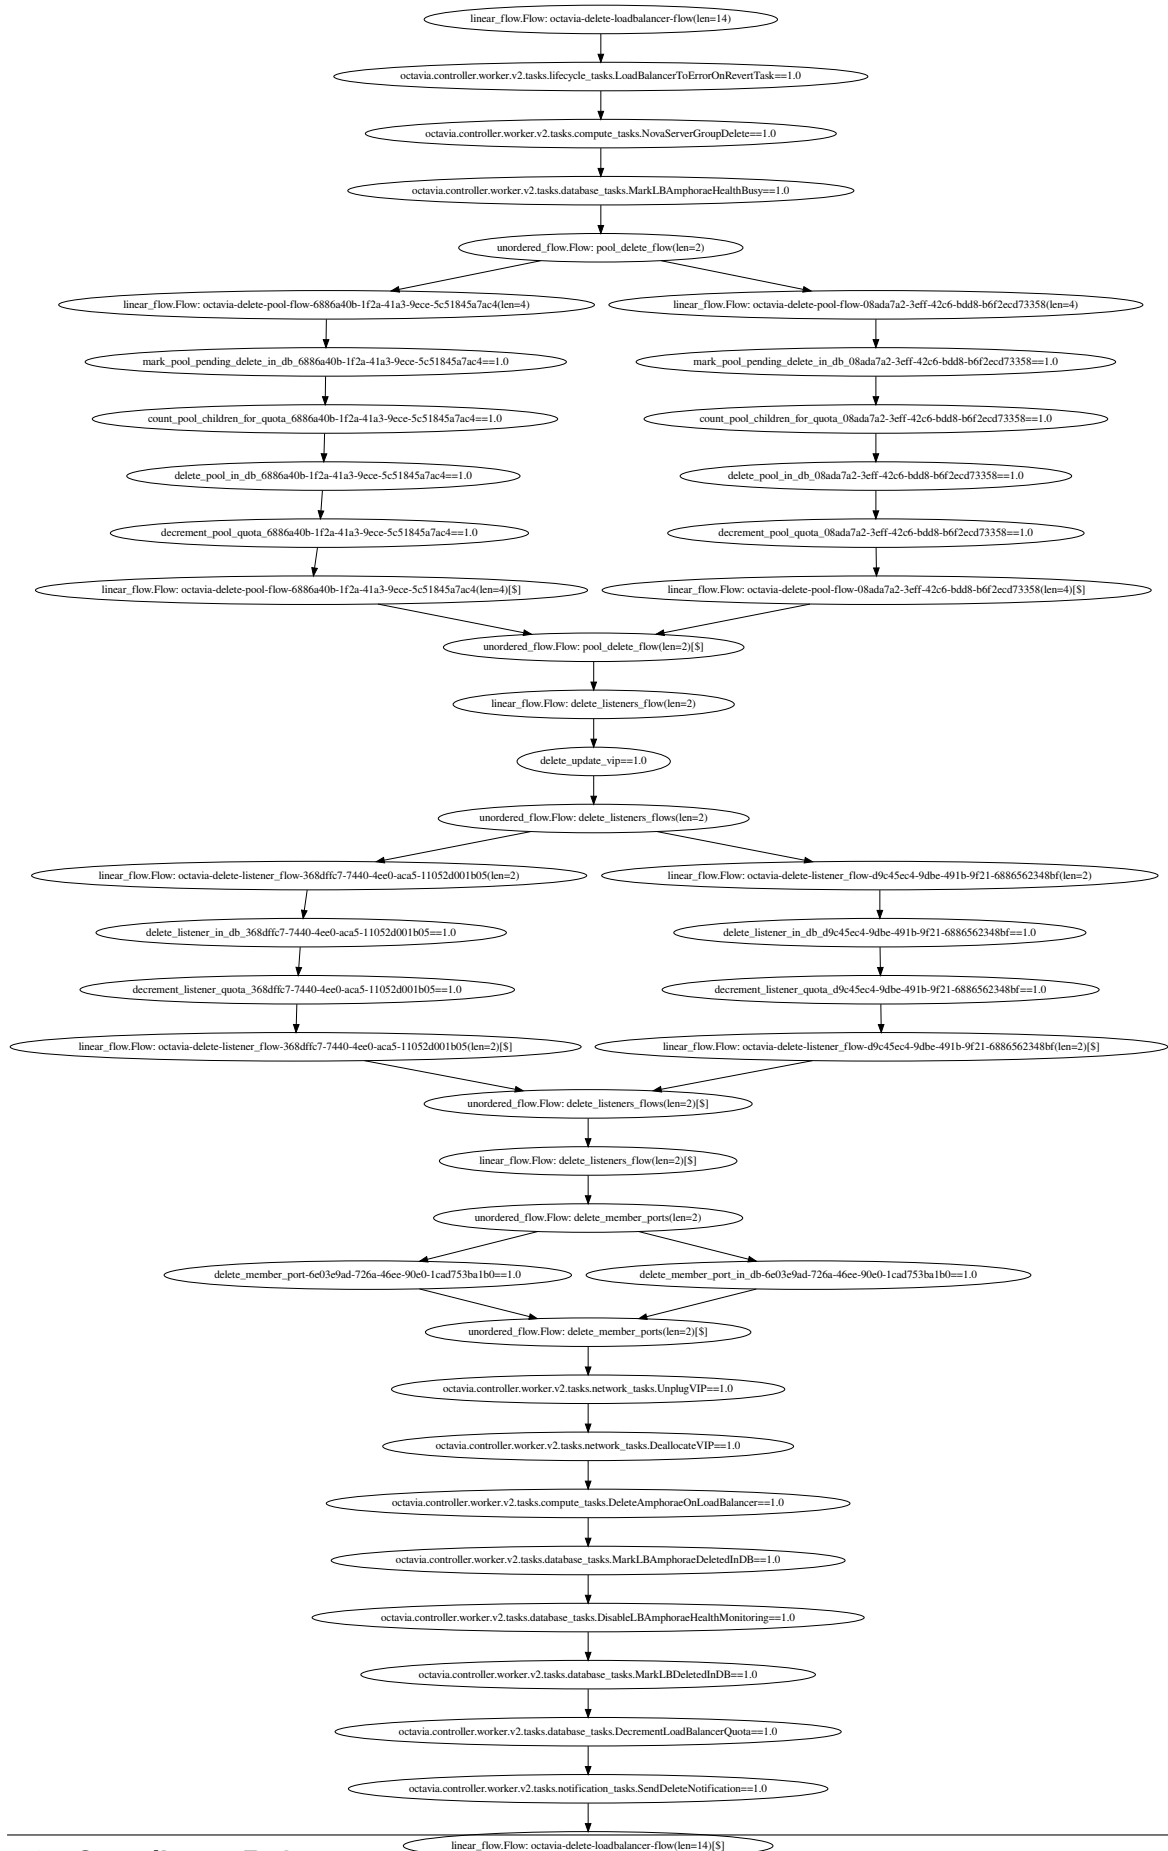 linear_flow.Flow: octavia-delete-loadbalancer-flow(len=14)
octavia.controller.worker.v2.tasks.lifecycle_tasks.LoadBalancerToErrorOnRevertTask==1.0
octavia.controller.worker.v2.tasks.compute_tasks.NovaServerGroupDelete==1.0
octavia.controller.worker.v2.tasks.database_tasks.MarkLBAmphoraeHealthBusy==1.0
unordered_flow.Flow: pool_delete_flow(len=2)
linear_flow.Flow: octavia-delete-pool-flow-6886a40b-1f2a-41a3-9ece-5c51845a7ac4(len=4)
linear_flow.Flow: octavia-delete-pool-flow-08ada7a2-3eff-42c6-bdd8-b6f2ecd73358(len=4)
mark_pool_pending_delete_in_db_6886a40b-1f2a-41a3-9ece-5c51845a7ac4==1.0
mark_pool_pending_delete_in_db_08ada7a2-3eff-42c6-bdd8-b6f2ecd73358==1.0
count_pool_children_for_quota_6886a40b-1f2a-41a3-9ece-5c51845a7ac4==1.0
count_pool_children_for_quota_08ada7a2-3eff-42c6-bdd8-b6f2ecd73358==1.0
delete_pool_in_db_6886a40b-1f2a-41a3-9ece-5c51845a7ac4==1.0
delete_pool_in_db_08ada7a2-3eff-42c6-bdd8-b6f2ecd73358==1.0
decrement_pool_quota_6886a40b-1f2a-41a3-9ece-5c51845a7ac4==1.0
decrement_pool_quota_08ada7a2-3eff-42c6-bdd8-b6f2ecd73358==1.0
linear_flow.Flow: octavia-delete-pool-flow-6886a40b-1f2a-41a3-9ece-5c51845a7ac4(len=4)[$]
linear_flow.Flow: octavia-delete-pool-flow-08ada7a2-3eff-42c6-bdd8-b6f2ecd73358(len=4)[$]
unordered_flow.Flow: pool_delete_flow(len=2)[$]
linear_flow.Flow: delete_listeners_flow(len=2)
delete_update_vip==1.0
unordered_flow.Flow: delete_listeners_flows(len=2)
linear_flow.Flow: octavia-delete-listener_flow-368dffc7-7440-4ee0-aca5-11052d001b05(len=2)
linear_flow.Flow: octavia-delete-listener_flow-d9c45ec4-9dbe-491b-9f21-6886562348bf(len=2)
delete_listener_in_db_368dffc7-7440-4ee0-aca5-11052d001b05==1.0
delete_listener_in_db_d9c45ec4-9dbe-491b-9f21-6886562348bf==1.0
decrement_listener_quota_368dffc7-7440-4ee0-aca5-11052d001b05==1.0
decrement_listener_quota_d9c45ec4-9dbe-491b-9f21-6886562348bf==1.0
linear_flow.Flow: octavia-delete-listener_flow-368dffc7-7440-4ee0-aca5-11052d001b05(len=2)[$]
linear_flow.Flow: octavia-delete-listener_flow-d9c45ec4-9dbe-491b-9f21-6886562348bf(len=2)[$]
unordered_flow.Flow: delete_listeners_flows(len=2)[$]
linear_flow.Flow: delete_listeners_flow(len=2)[$]
unordered_flow.Flow: delete_member_ports(len=2)
delete_member_port-6e03e9ad-726a-46ee-90e0-1cad753ba1b0==1.0
delete_member_port_in_db-6e03e9ad-726a-46ee-90e0-1cad753ba1b0==1.0
unordered_flow.Flow: delete_member_ports(len=2)[$]
octavia.controller.worker.v2.tasks.network_tasks.UnplugVIP==1.0
octavia.controller.worker.v2.tasks.network_tasks.DeallocateVIP==1.0
octavia.controller.worker.v2.tasks.compute_tasks.DeleteAmphoraeOnLoadBalancer==1.0
octavia.controller.worker.v2.tasks.database_tasks.MarkLBAmphoraeDeletedInDB==1.0
octavia.controller.worker.v2.tasks.database_tasks.DisableLBAmphoraeHealthMonitoring==1.0
octavia.controller.worker.v2.tasks.database_tasks.MarkLBDeletedInDB==1.0
octavia.controller.worker.v2.tasks.database_tasks.DecrementLoadBalancerQuota==1.0
octavia.controller.worker.v2.tasks.notification_tasks.SendDeleteNotification==1.0
linear_flow.Flow: octavia-delete-loadbalancer-flow(len=14)[$]